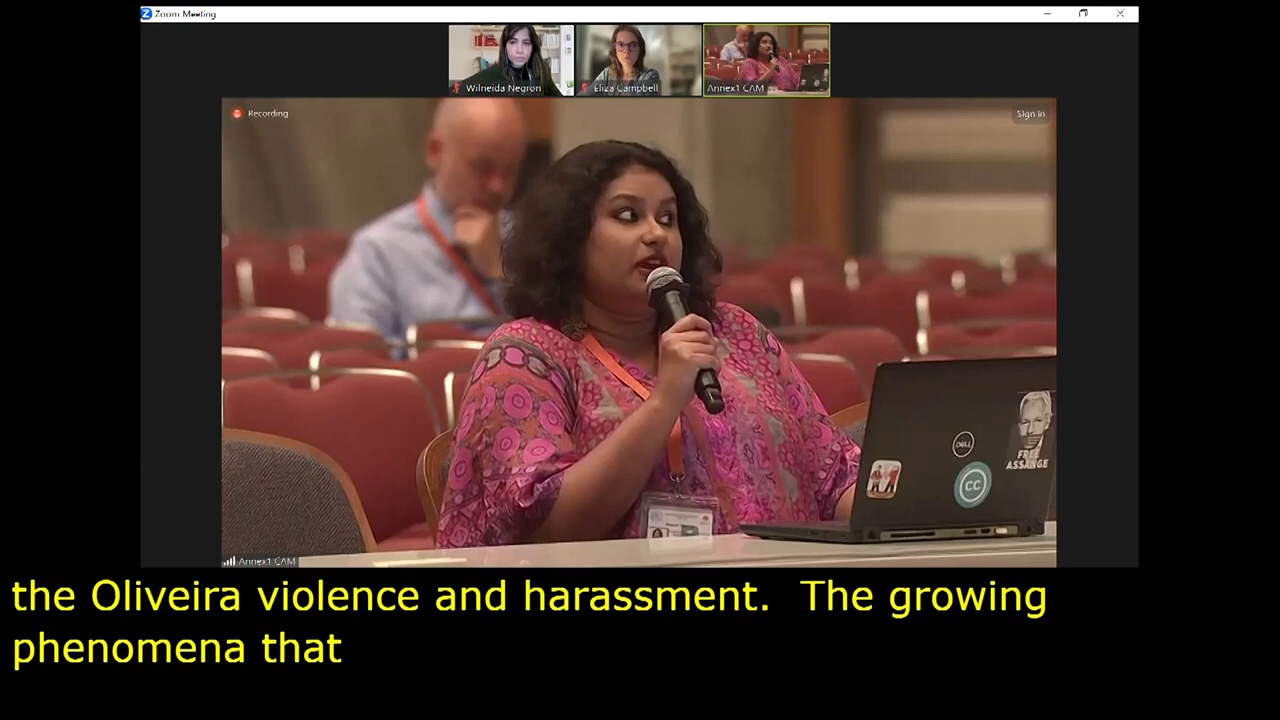 Zoom Meeting
Wilneida Negron
Eliza Campbell
Annex1 CAM
Recording
Sign in
DELL
CC
FREE
ASSANGE
Annex1 CAM
the Oliveira violence and harassment.  The growing
phenomena that